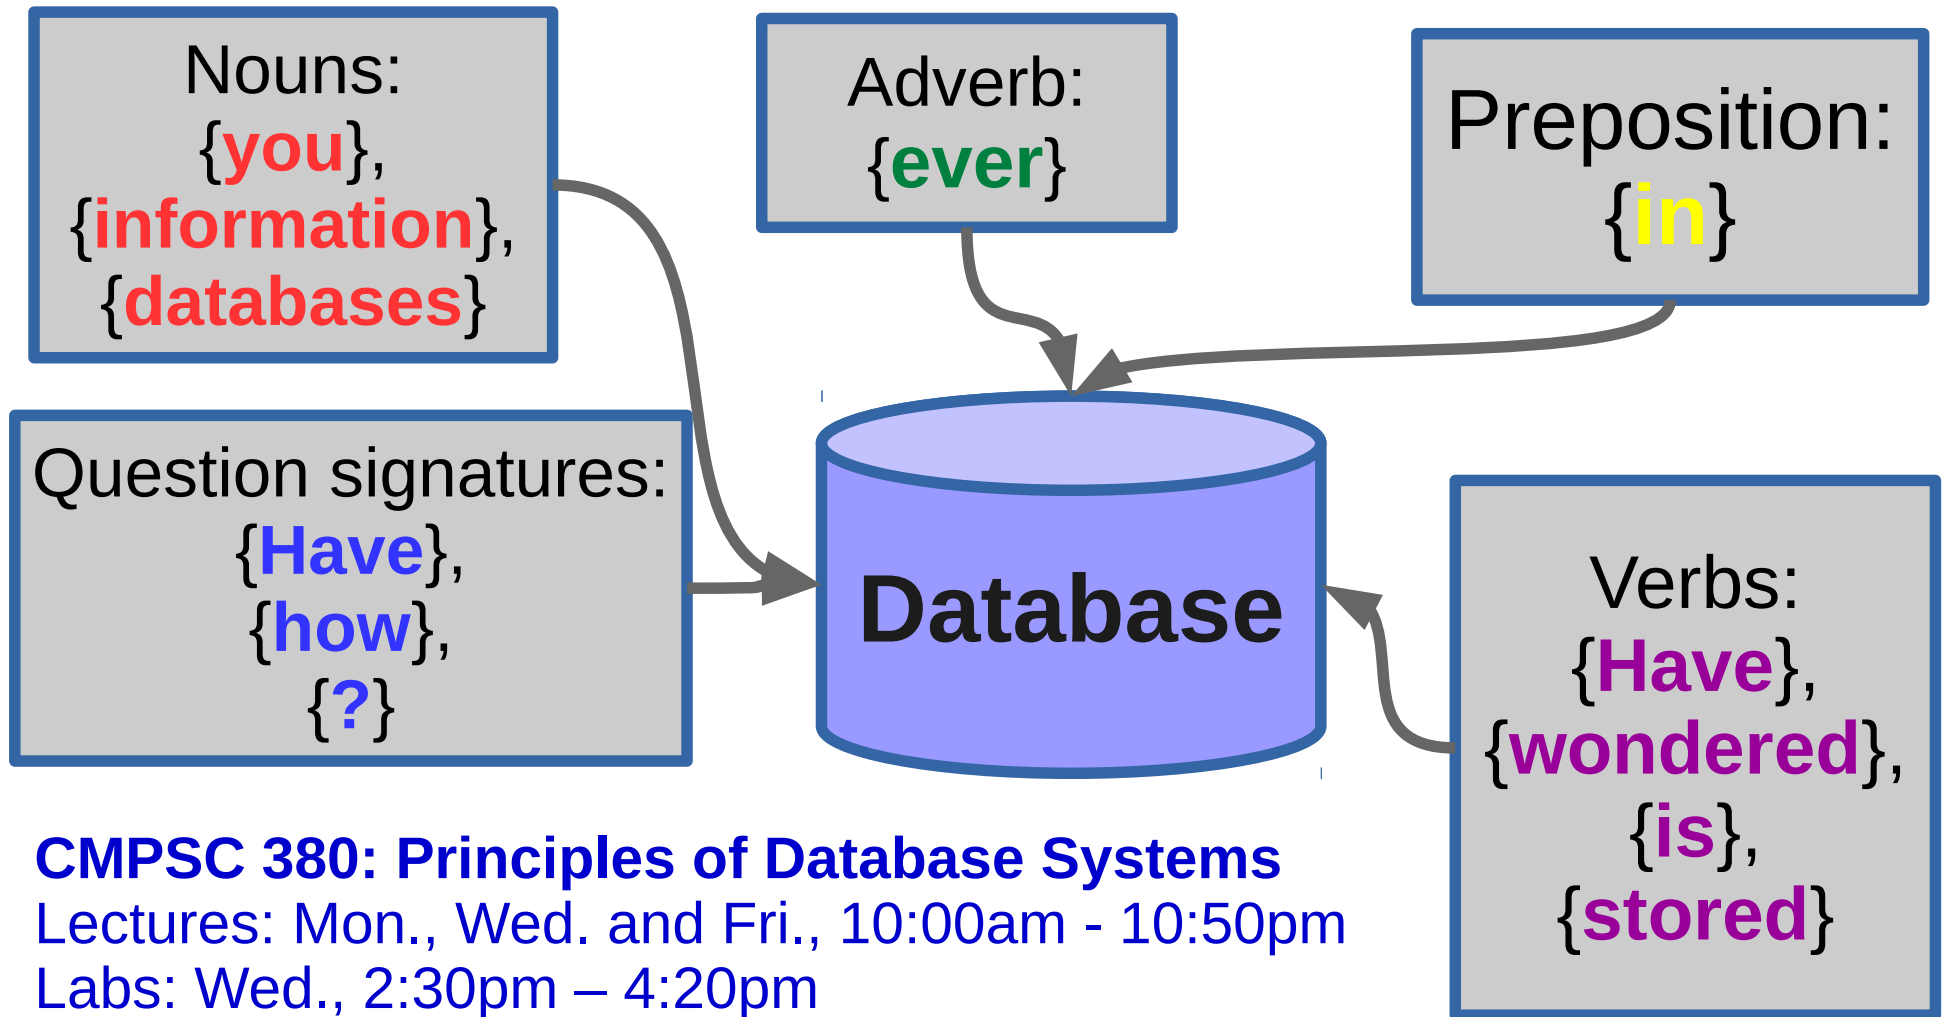 Nouns:
{you},
{information},
{databases}
Adverb:
{ever}
Preposition:
{in}
Question signatures:
{Have},
{how},
{?}
Database
Verbs:
{Have},
{wondered},
{is},
{stored}
CMPSC 380: Principles of Database Systems
Lectures: Mon., Wed. and Fri., 10:00am - 10:50pm
Labs: Wed., 2:30pm – 4:20pm